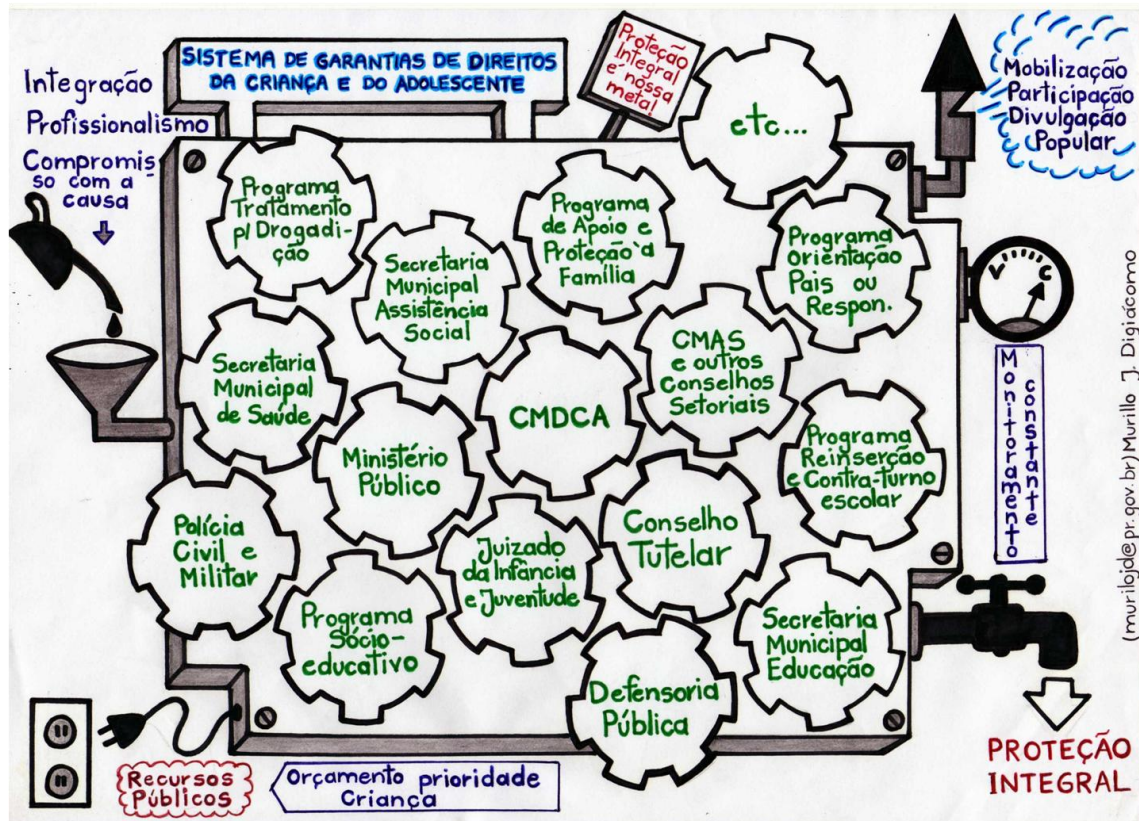 SISTEMA DE GARANTIAS DE DIREITOS
DA CRIANÇA E DO ADOLESCENTE
Proteção
Integral
é nossa
meta!
Integração
Profissionalismo
Compromis
so com a
causa
etc...
Mobilização
Participação
Divulgação
Popular
Programa
Tratamento
p/ Drogadi-
ção
Secretaria
Municipal
Assistência
Social
Programa
de Apoio e
Proteção à
Família
Programa
Orientação
Pais ou
Respon.
Secretaria
Municipal
de Saúde
CMDCA
CMAS
e outros
Conselhos
Setoriais
V C
Ministério
Público
Programa
Reinserção
e Contra-turno
escolar
Monitoramento
constante
Polícia
Civil e
Militar
Juizado
da Infância
e Juventude
Conselho
Tutelar
Programa
Sócio-
educativo
Defensoria
Pública
Secretaria
Municipal
Educação
Recursos
Públicos
Orçamento prioridade
Criança
PROTEÇÃO
INTEGRAL
(murilojd@pr.gov.br) Murillo J. Digiácomo